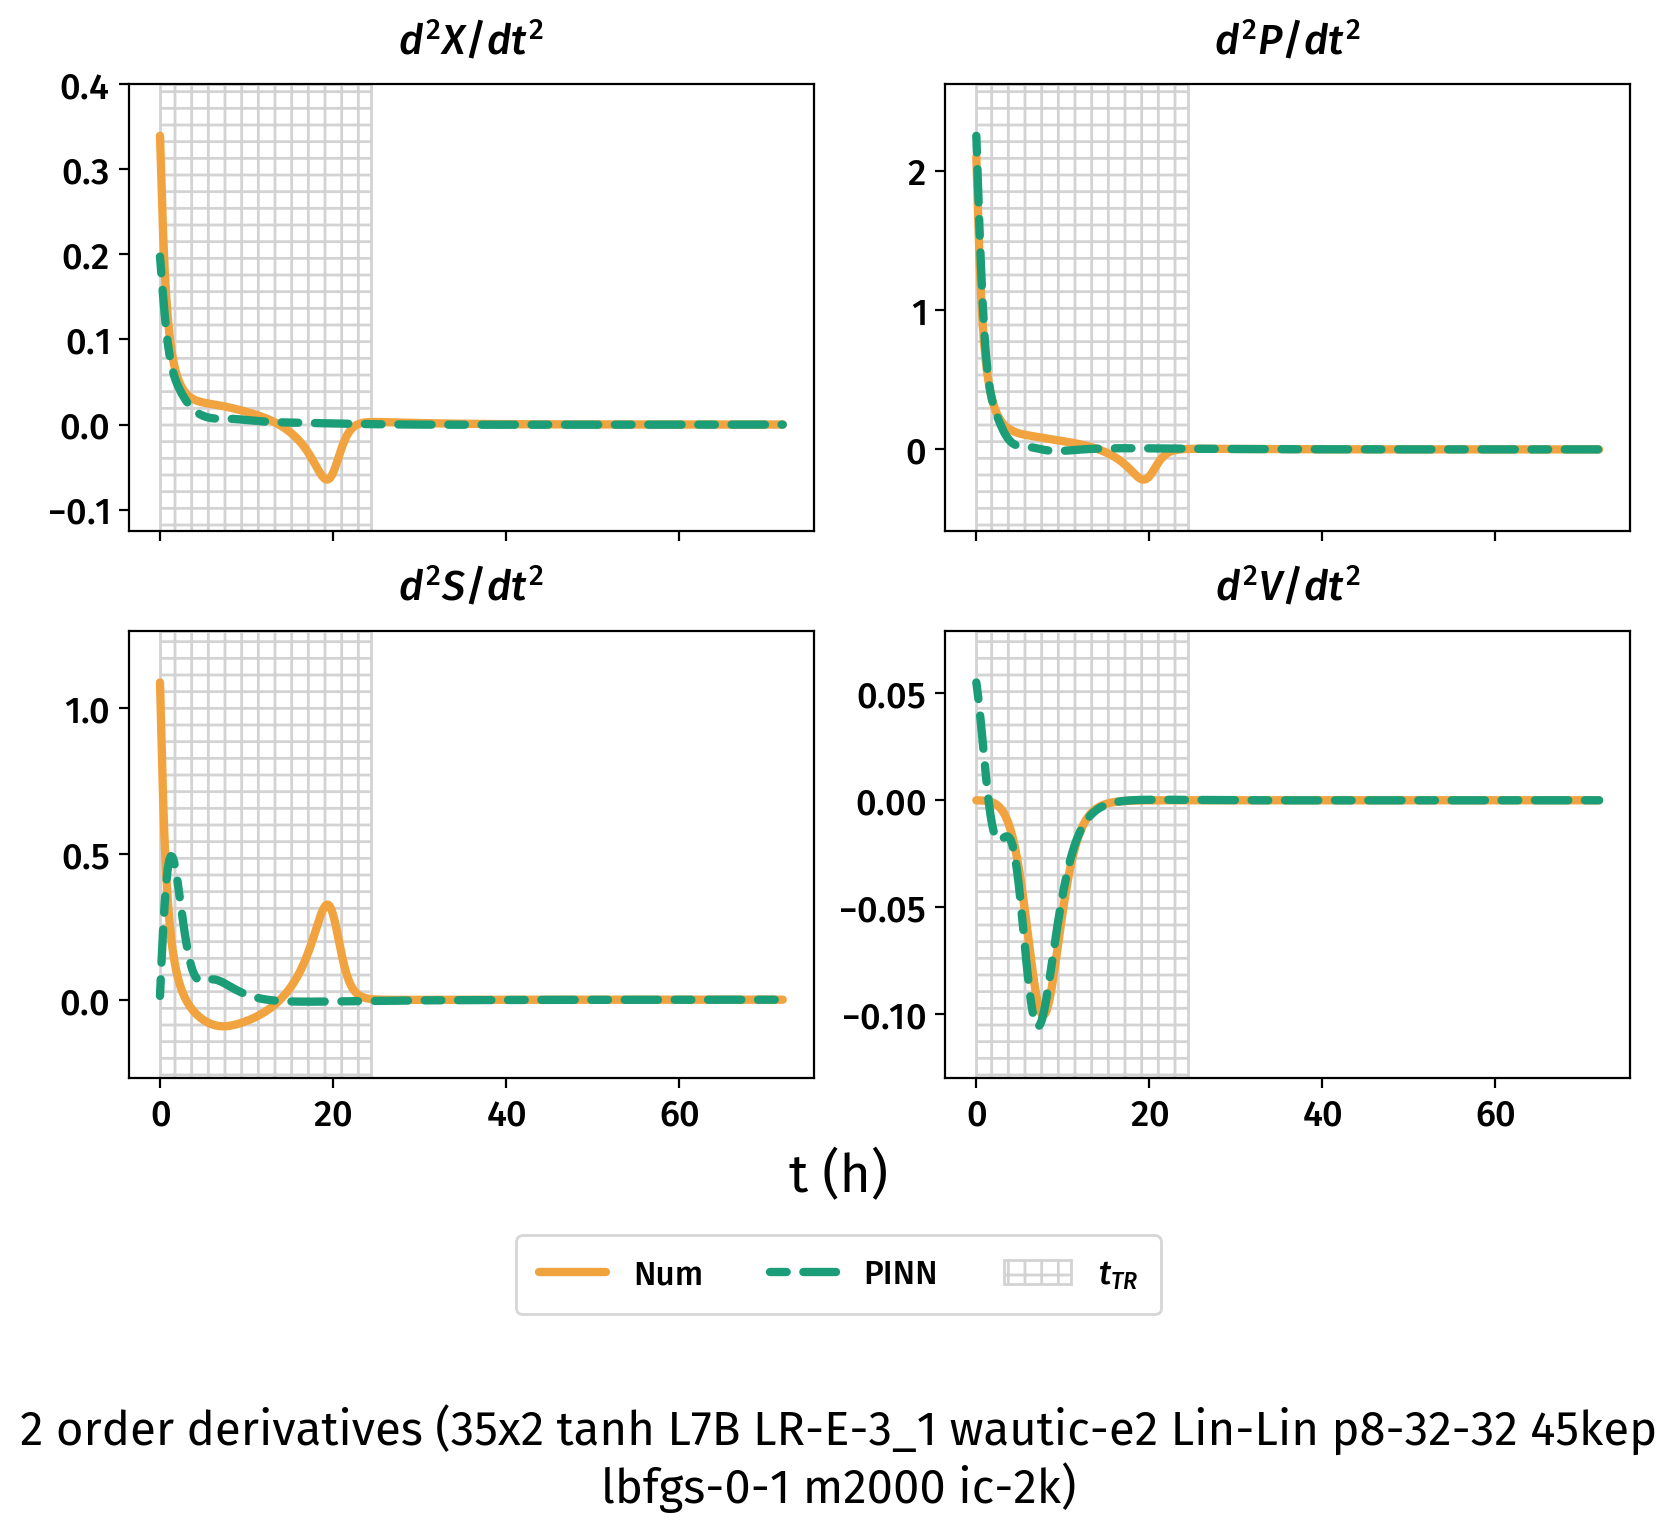 d²X/dt²
d²P/dt²
0.4
0.3
0.2
0.1
0.0
−0.1
2
1
0
d²S/dt²
d²V/dt²
1.0
0.5
0.0
0.05
0.00
−0.05
−0.10
0 20 40 60
0 20 40 60
t (h)
Num PINN t_TR
2 order derivatives (35x2 tanh L7B LR-E-3_1 wautic-e2 Lin-Lin p8-32-32 45kep
lbfgs-0-1 m2000 ic-2k)